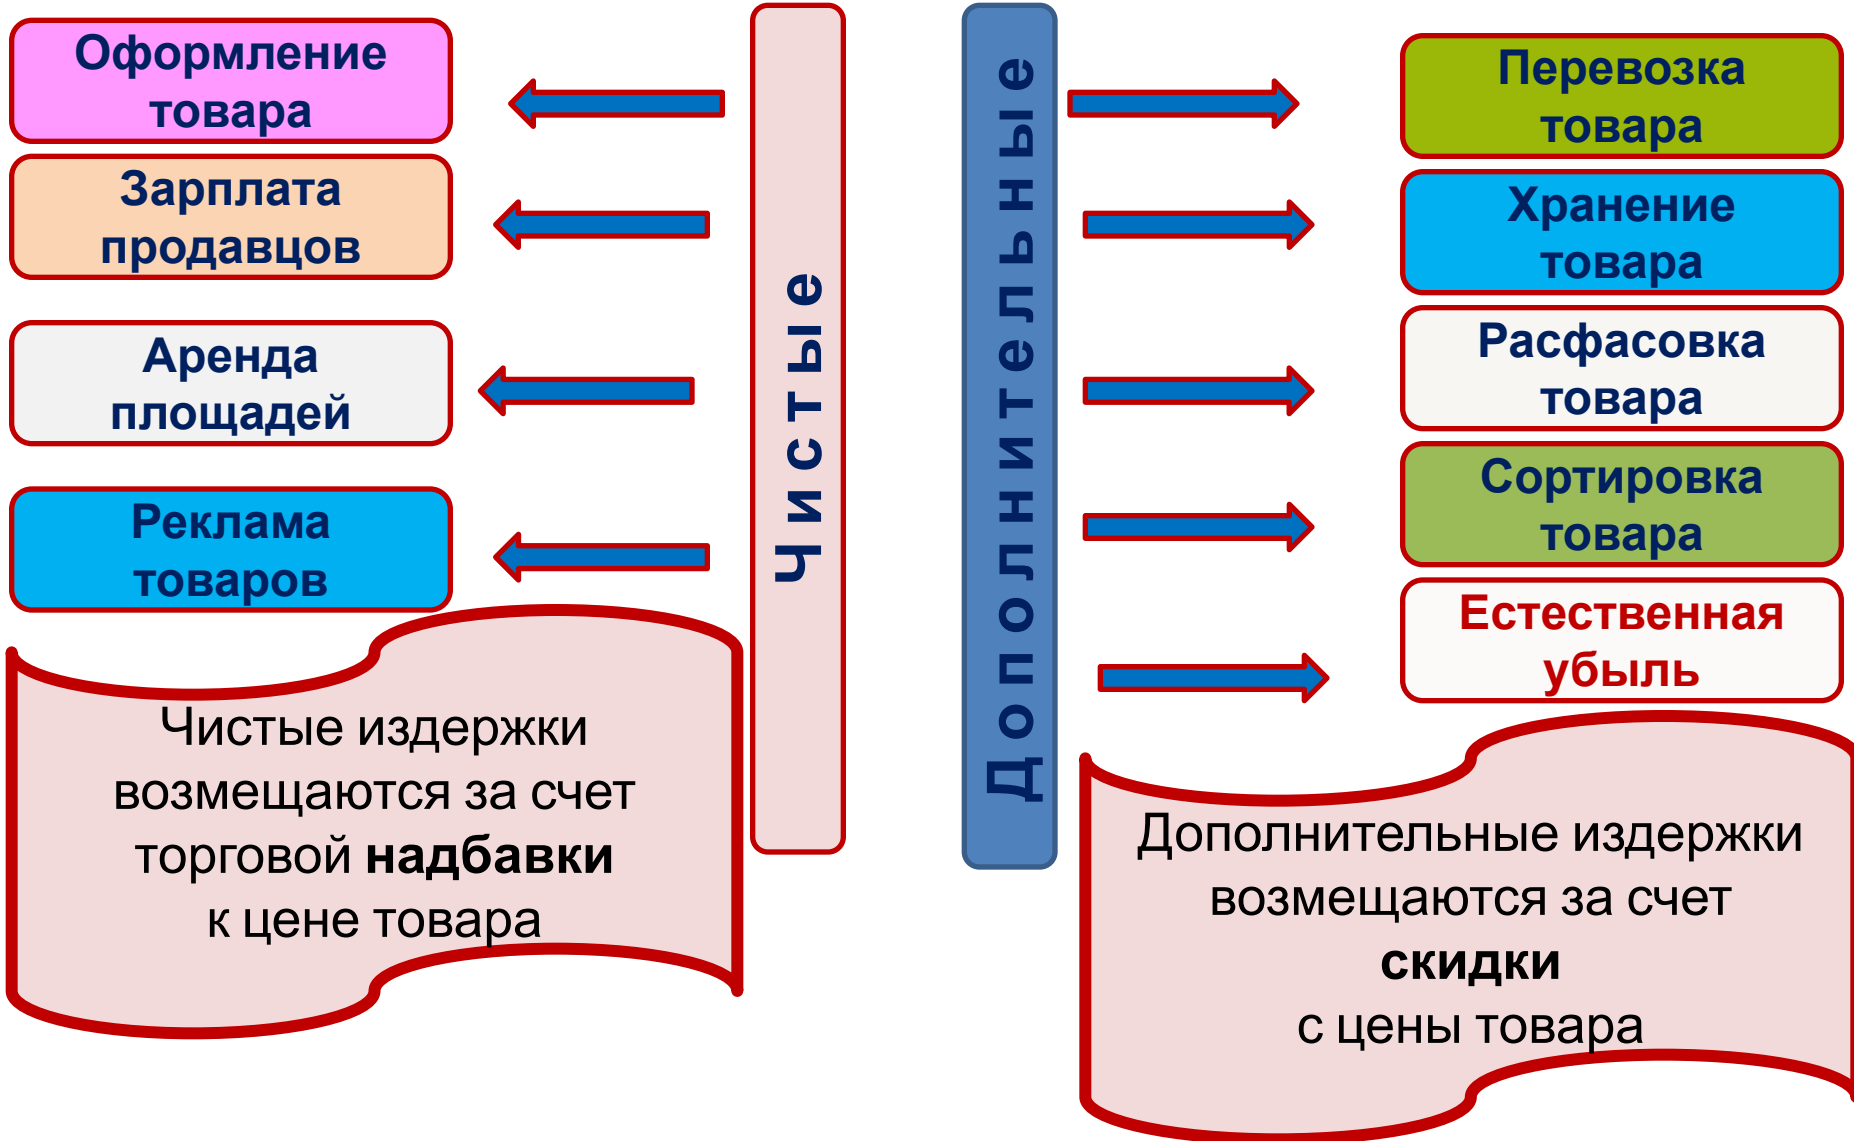 Оформление
товара
Зарплата
продавцов
Аренда
площадей
Реклама
товаров
Чистые издержки
возмещаются за счет
торговой надбавки
к цене товара
Чистые
Дополнительные
Перевозка
товара
Хранение
товара
Расфасовка
товара
Сортировка
товара
Естественная
убыль
Дополнительные издержки
возмещаются за счет
скидки
с цены товара